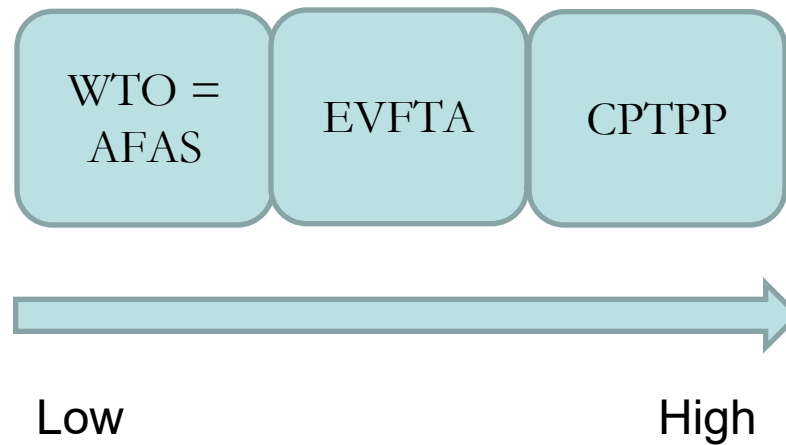 WTO =
AFAS
EVFTA
CPTPP
Low
High